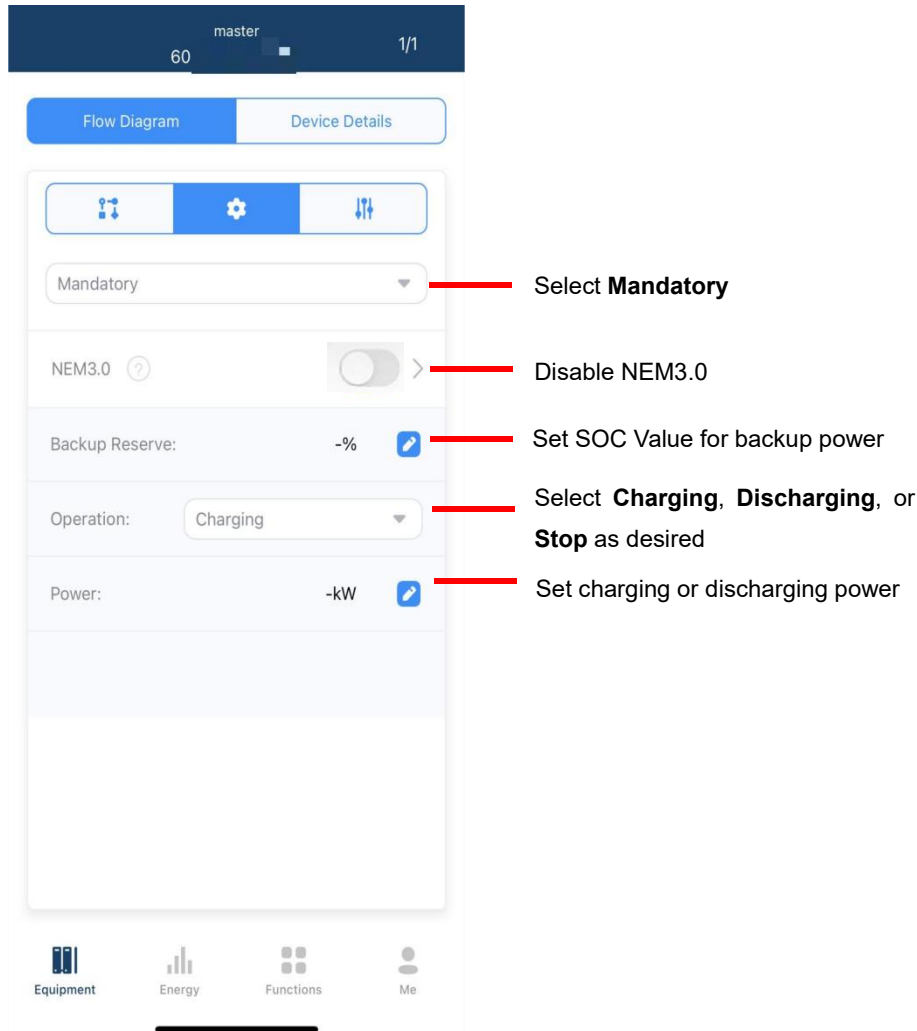 master
60
1/1
Flow Diagram
Device Details
Mandatory
Select Mandatory
NEM3.0 ?
Disable NEM3.0
Backup Reserve:
-%
Set SOC Value for backup power
Operation:
Charging
Select Charging, Discharging, or
Stop as desired
Power:
-kW
Set charging or discharging power
Equipment
Energy
Functions
Me